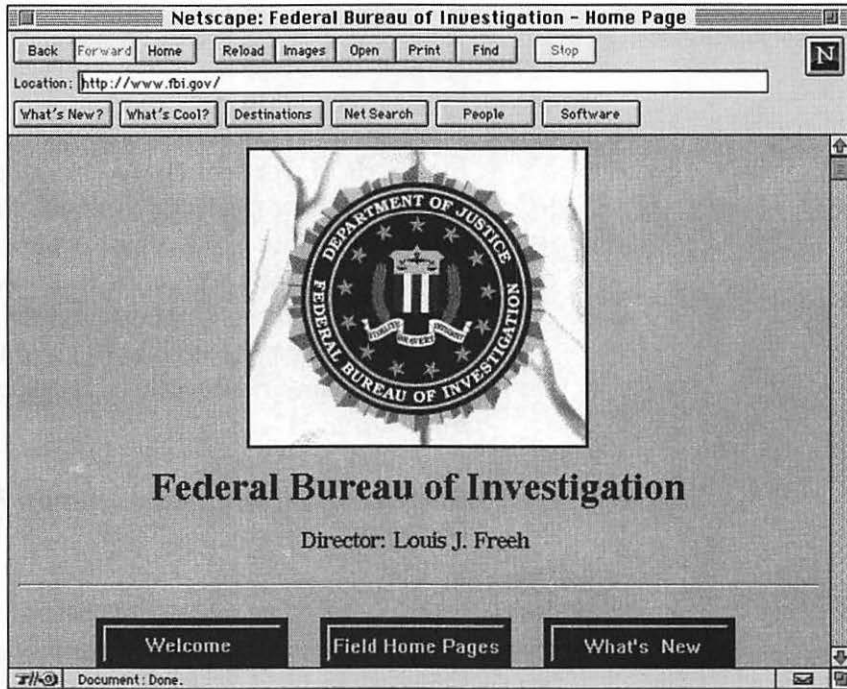 Netscape: Federal Bureau of Investigation - Home Page
Back Forward Home Reload Images Open Print Find Stop
N
Location: http://www.fbi.gov/
What's New? What's Cool? Destinations Net Search People Software
DEPARTMENT OF JUSTICE
FEDERAL BUREAU OF INVESTIGATION
FIDELITY BRAVERY INTEGRITY
Federal Bureau of Investigation
Director: Louis J. Freeh
Welcome Field Home Pages What's New
Document: Done.